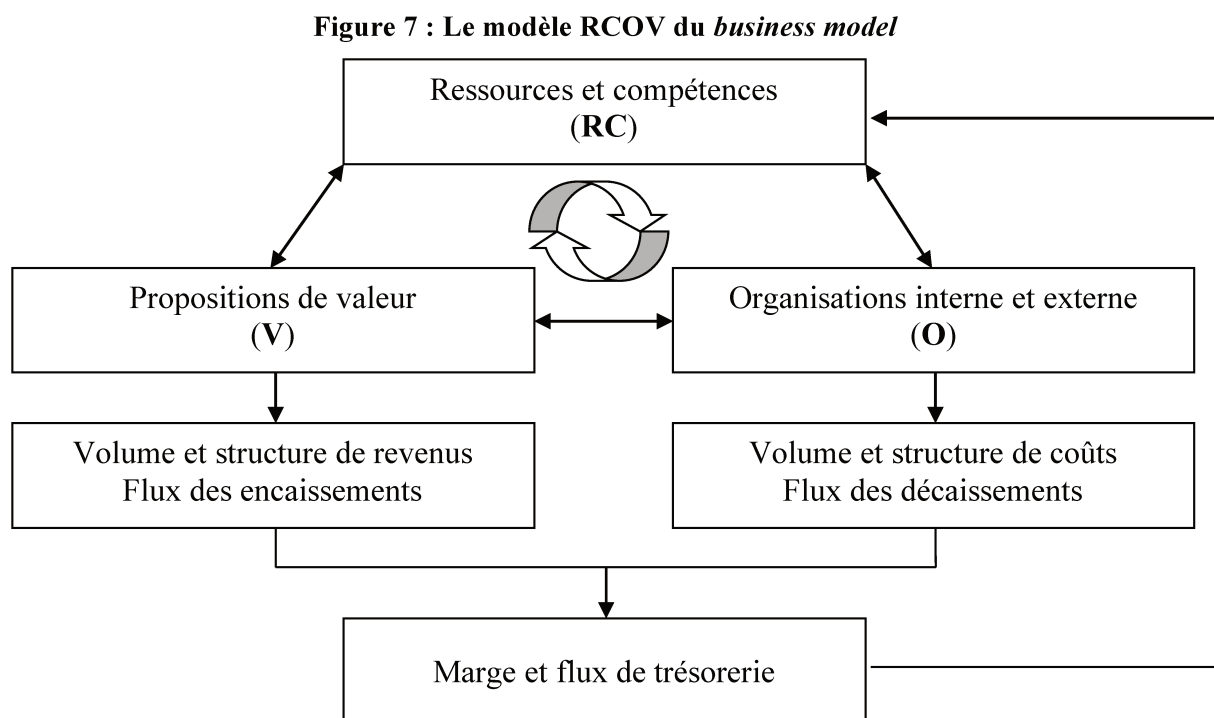 Figure 7 : Le modèle RCOV du business model
Ressources et compétences
(RC)
Propositions de valeur
(V)
Organisations interne et externe
(O)
Volume et structure de revenus
Flux des encaissements
Volume et structure de coûts
Flux des décaissements
Marge et flux de trésorerie